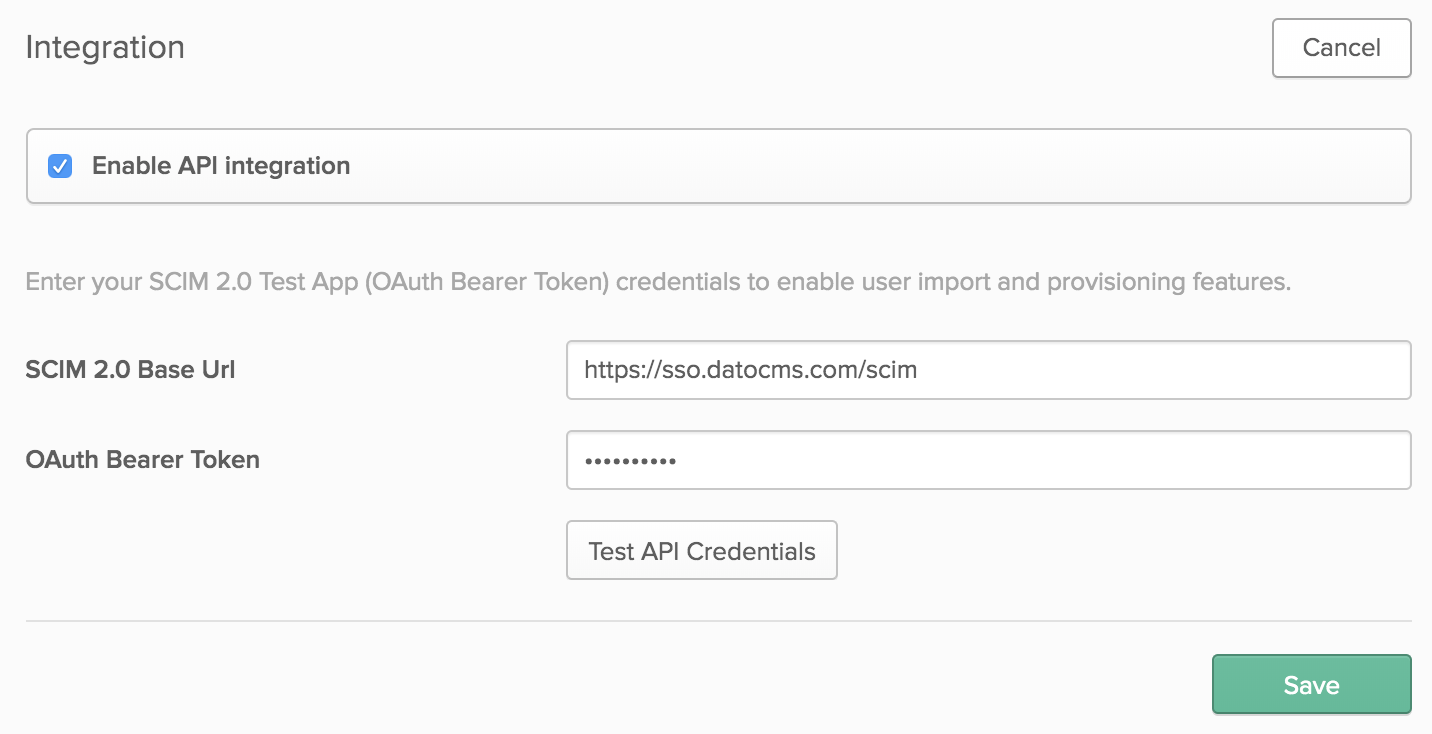 Integration
Cancel
Enable API integration
Enter your SCIM 2.0 Test App (OAuth Bearer Token) credentials to enable user import and provisioning features.
SCIM 2.0 Base Url
https://sso.datocms.com/scim
OAuth Bearer Token
••••••••••
Test API Credentials
Save